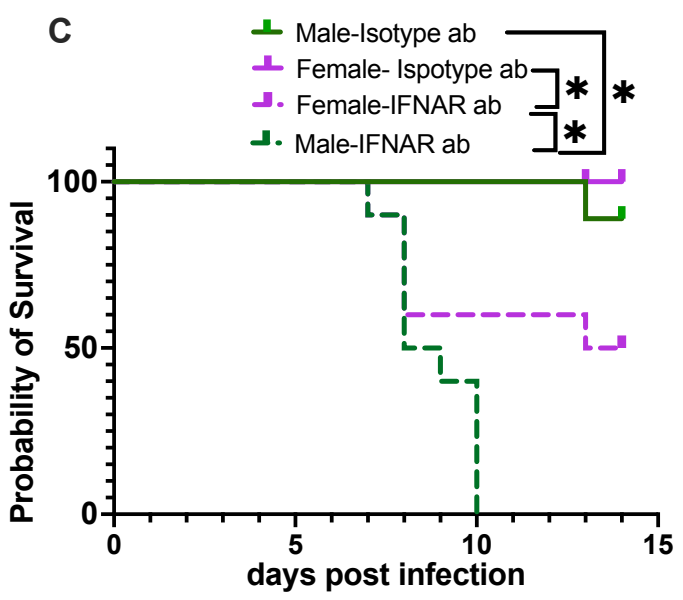 C
Male-Isotype ab
Female- Ispotype ab
Female-IFNAR ab
Male-IFNAR ab
* * *
Probability of Survival
100
50
0
0 5 10 15
days post infection